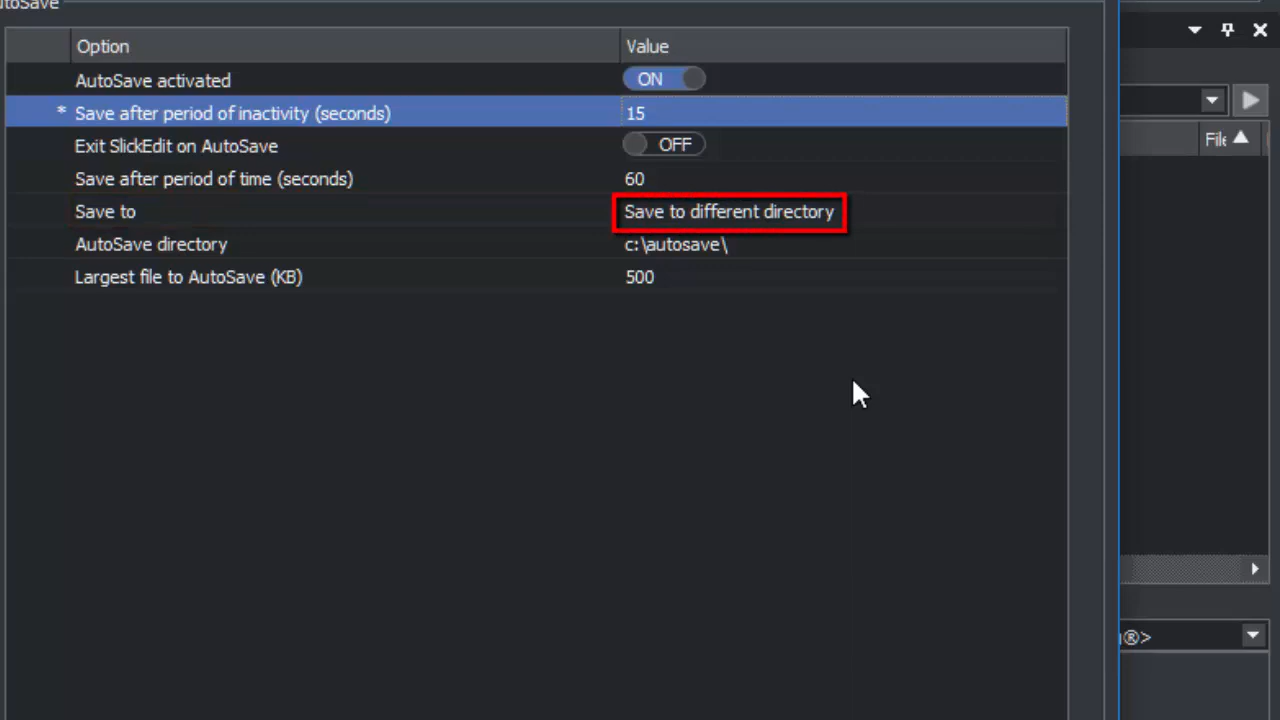 AutoSave
Option Value
AutoSave activated ON
* Save after period of inactivity (seconds) 15
Exit SlickEdit on AutoSave OFF
Save after period of time (seconds) 60
Save to Save to different directory
AutoSave directory c:\autosave\
Largest file to AutoSave (KB) 500
File
®>